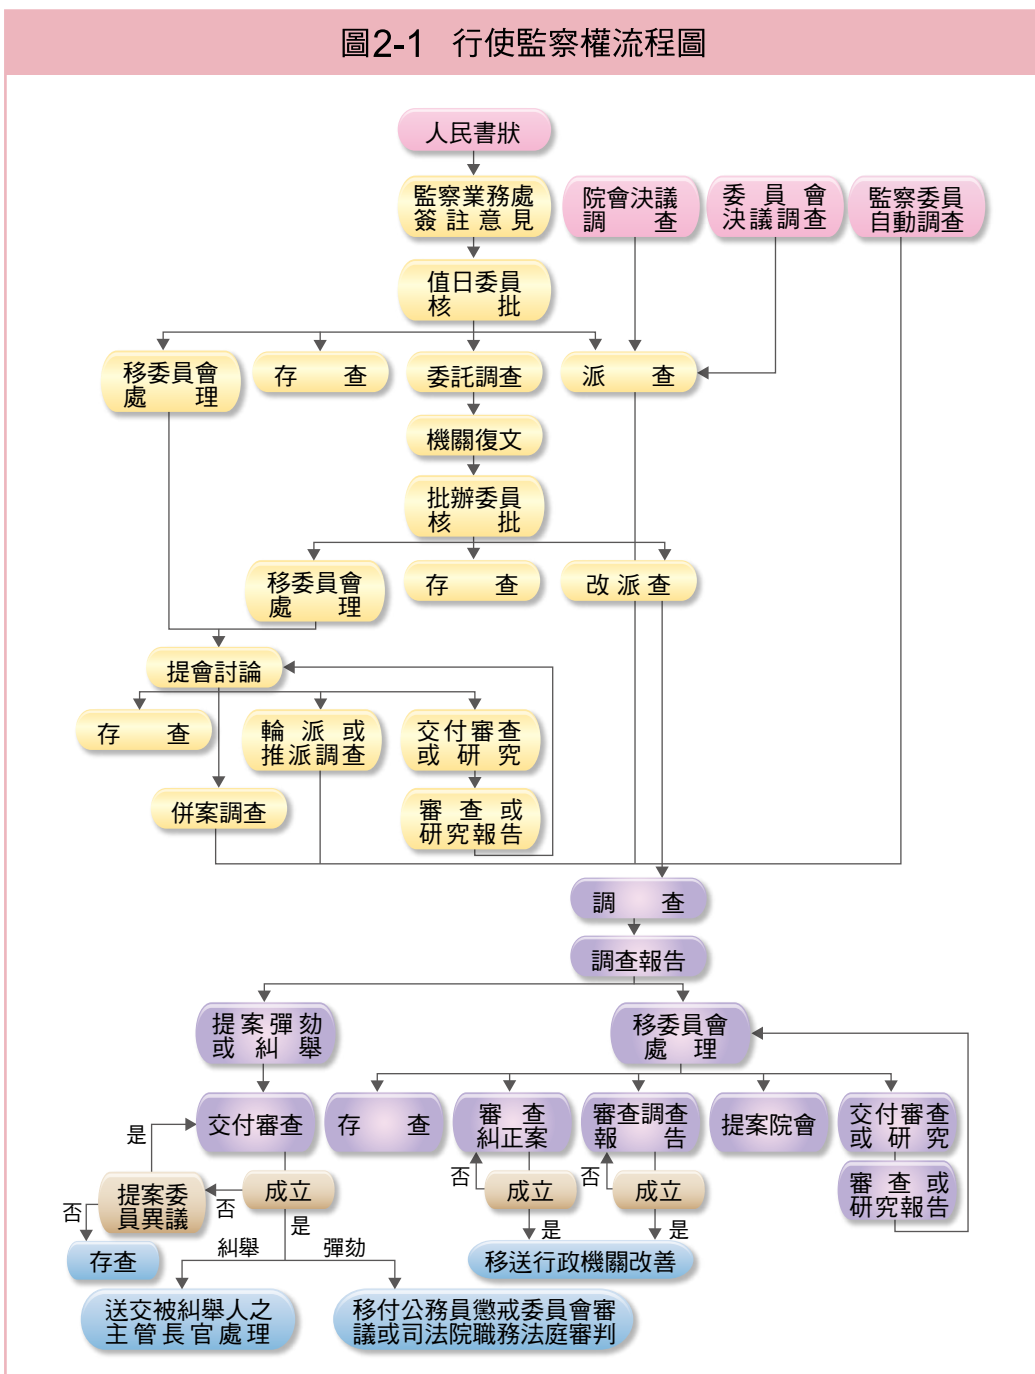 圖2-1 行使監察權流程圖
人民書狀
監察業務處
簽註意見
院會決議
調查
委員會
決議調查
監察委員
自動調查
值日委員
核批
移委員會
處理
存查
委託調查
派查
機關復文
批辦委員
核批
移委員會
處理
存查
改派查
提會討論
存查
輪派或
推派調查
交付審查
或研究
併案調查
審查或
研究報告
調查
調查報告
提案彈劾
或糾舉
移委員會
處理
交付審查
存查
審查
糾正案
審查調查
報告
提案院會
交付審查
或研究
是
否
否
提案委
員異議
否
成立
成立
成立
審查或
研究報告
否
是
是
是
存查
糾舉
彈劾
移送行政機關改善
送交被糾舉人之
主管長官處理
移付公務員懲戒委員會審
議或司法院職務法庭審判